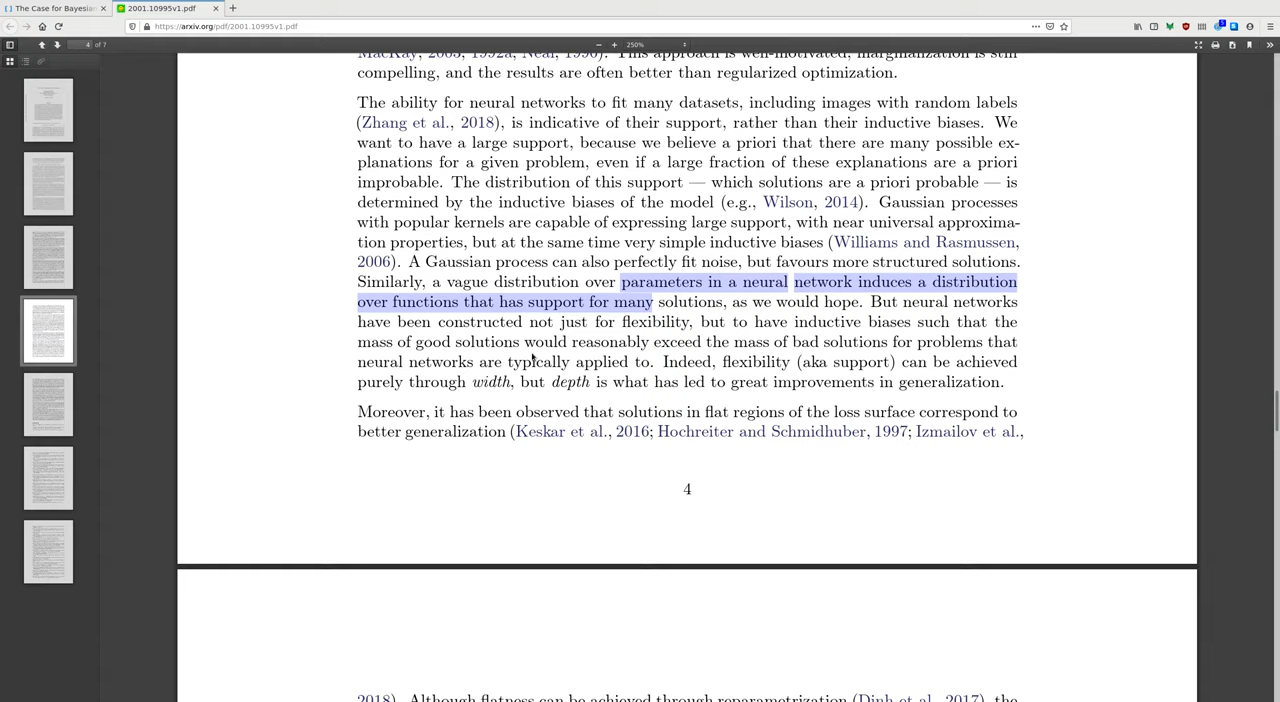 The Case for Bayesian
2001.10995v1.pdf
https://arxiv.org/pdf/2001.10995v1.pdf
4 of 7
250%
compelling, and the results are often better than regularized optimization.
The ability for neural networks to fit many datasets, including images with random labels
(Zhang et al., 2018), is indicative of their support, rather than their inductive biases. We
want to have a large support, because we believe a priori that there are many possible ex-
planations for a given problem, even if a large fraction of these explanations are a priori
improbable. The distribution of this support — which solutions are a priori probable — is
determined by the inductive biases of the model (e.g., Wilson, 2014). Gaussian processes
with popular kernels are capable of expressing large support, with near universal approxima-
tion properties, but at the same time very simple inductive biases (Williams and Rasmussen,
2006). A Gaussian process can also perfectly fit noise, but favours more structured solutions.
Similarly, a vague distribution over parameters in a neural network induces a distribution
over functions that has support for many solutions, as we would hope. But neural networks
have been constructed not just for flexibility, but to have inductive biases such that the
mass of good solutions would reasonably exceed the mass of bad solutions for problems that
neural networks are typically applied to. Indeed, flexibility (aka support) can be achieved
purely through width, but depth is what has led to great improvements in generalization.
Moreover, it has been observed that solutions in flat regions of the loss surface correspond to
better generalization (Keskar et al., 2016; Hochreiter and Schmidhuber, 1997; Izmailov et al.,
4
2018). Although flatness can be achieved through reparametrization (Dinh et al., 2017), the